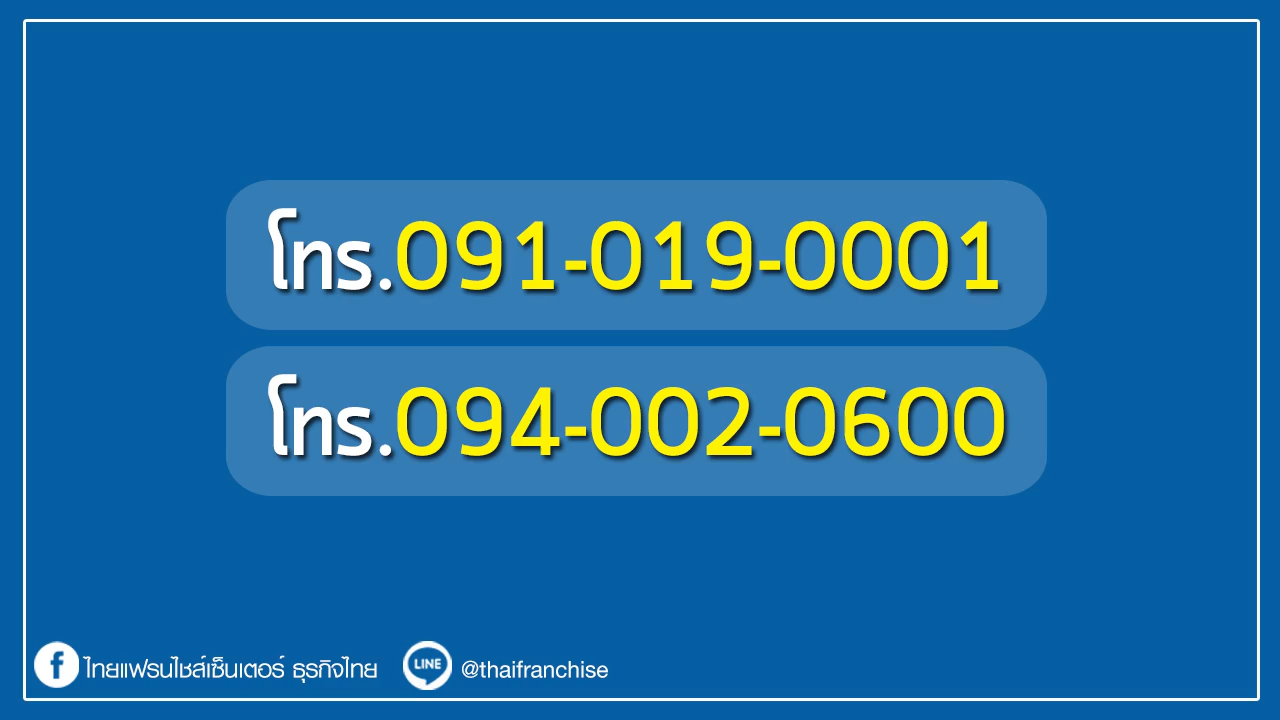 โทร.091-019-0001
โทร.094-002-0600
ไทยแฟรนไชส์เซ็นเตอร์ ธุรกิจไทย LINE @thaifranchise